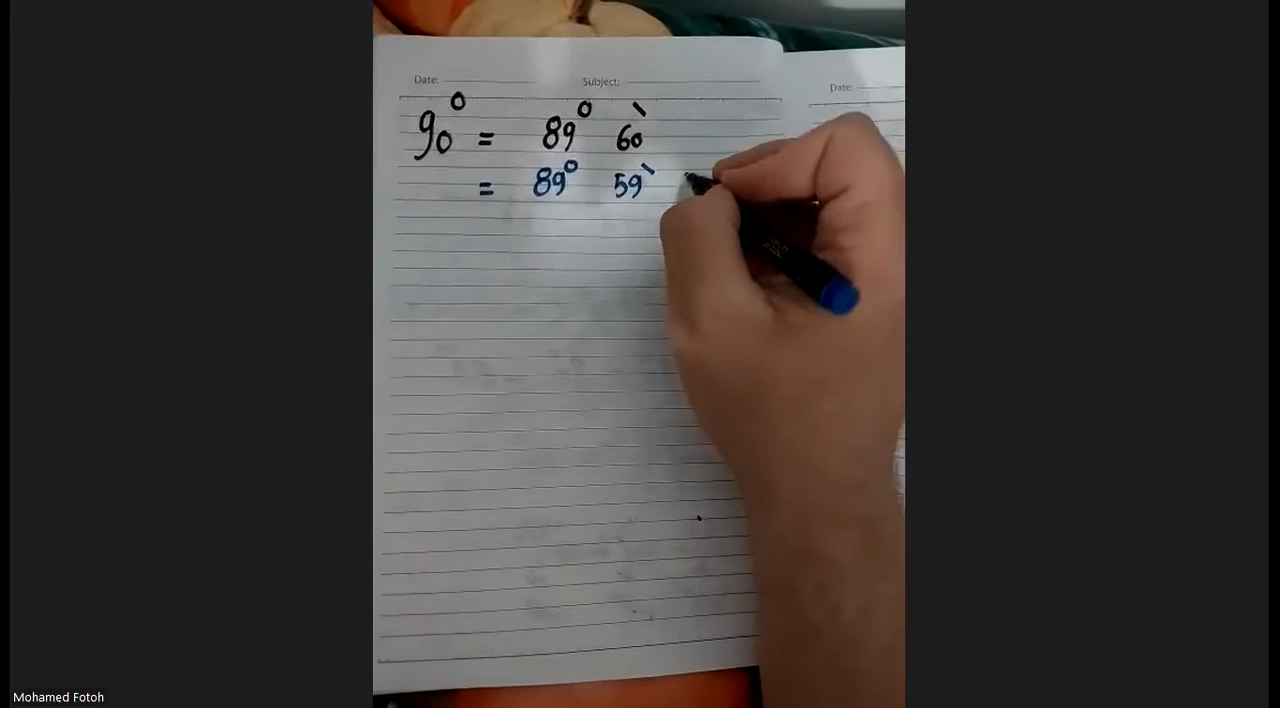 Date: Subject: Date:
90° = 89° 60`
= 89° 59`
Mohamed Fotoh